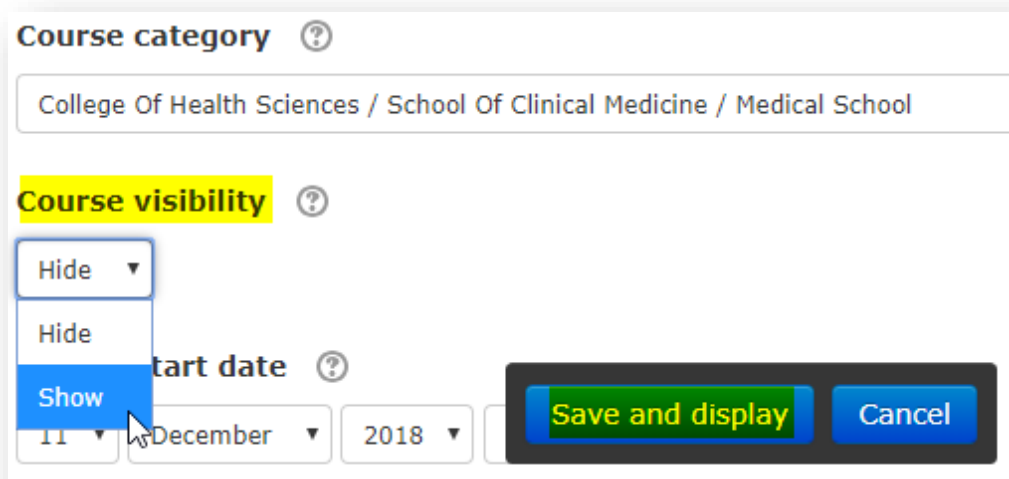 Course category
College Of Health Sciences / School Of Clinical Medicine / Medical School
Course visibility
Hide
Hide
tart date
Show
Save and display Cancel
11 December 2018